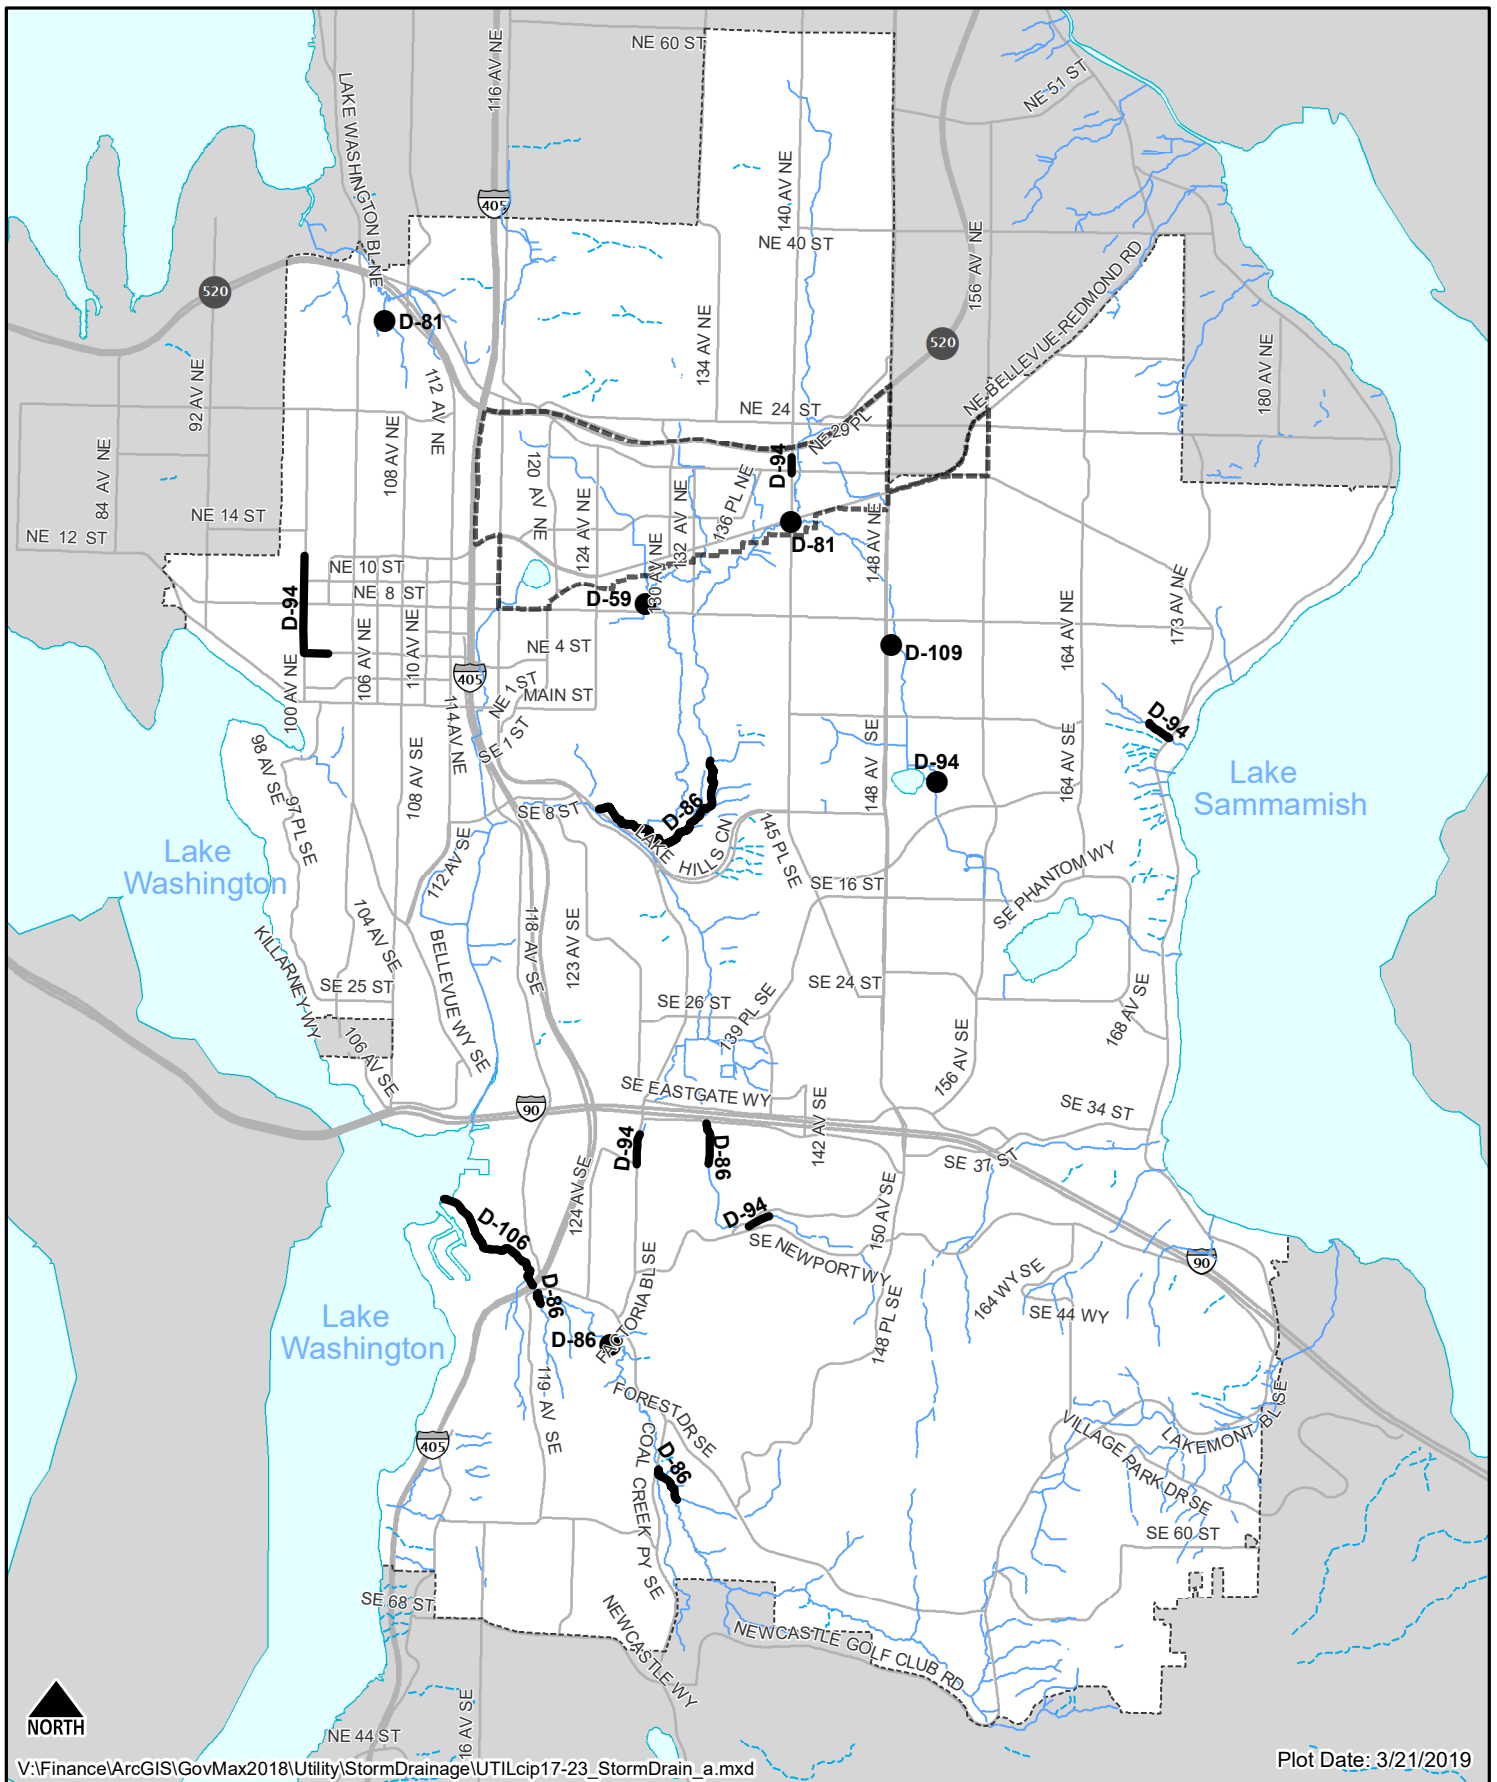 NE 60 ST
116 AV NE
LAKE WASHINGTON BL NE
NE 51 ST
140 AV NE
405
NE 40 ST
156 AV NE
NE BELLEVUE-REDMOND RD
520
D-81
520
92 AV NE
134 AV NE
180 AV NE
112 AV NE
NE 24 ST
NE 29 PL
108 AV NE
84 AV NE
D-94
120 AV NE
124 AV NE
132 AV NE
136 PL NE
NE 14 ST
NE 12 ST
D-81
148 AV NE
NE 10 ST
NE 8 ST
D-94
D-59
130 AV NE
173 AV NE
164 AV NE
NE 4 ST
D-109
106 AV NE
110 AV NE
405
100 AV NE
NE 1 ST
MAIN ST
114 AV NE
SE 1 ST
D-94
98 AV SE
108 AV SE
148 AV SE
D-94
164 AV SE
Lake
Sammamish
97 PL SE
SE 8 ST
D-86
LAKE HILLS CN
145 PL SE
Lake
Washington
112 AV SE
SE 16 ST
SE PHANTOM WY
104 AV SE
118 AV SE
123 AV SE
KILLARNEY WY
BELLEVUE WY SE
SE 25 ST
SE 24 ST
SE 26 ST
139 PL SE
168 AV SE
106 AV SE
156 AV SE
SE EASTGATE WY
90
142 AV SE
SE 34 ST
D-94
D-86
SE 37 ST
124 AV SE
D-94
150 AV SE
D-106
SE NEWPORT WY
90
FACTORIA BL SE
164 WY SE
D-86
SE 44 WY
Lake
Washington
D-86
148 PL SE
119 AV SE
FOREST DR SE
LAKEMONT BL SE
VILLAGE PARK DR SE
405
COAL CREEK PY SE
D-86
SE 60 ST
SE 68 ST
NEWCASTLE WY
NEWCASTLE GOLF CLUB RD
NORTH
NE 44 ST
16 AV SE
V:\Finance\ArcGIS\GovMax2018\Utility\StormDrainage\UTILcip17-23_StormDrain_a.mxd
Plot Date: 3/21/2019